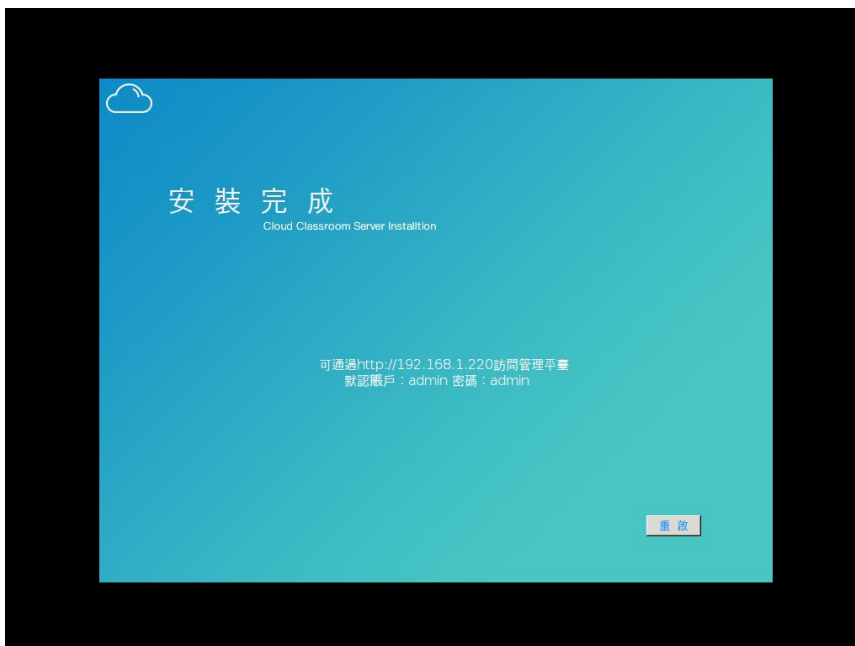 安裝完成
Cloud Classroom Server Installtion
可通過http://192.168.1.220訪問管理平臺
默認賬戶：admin 密碼：admin
重啟